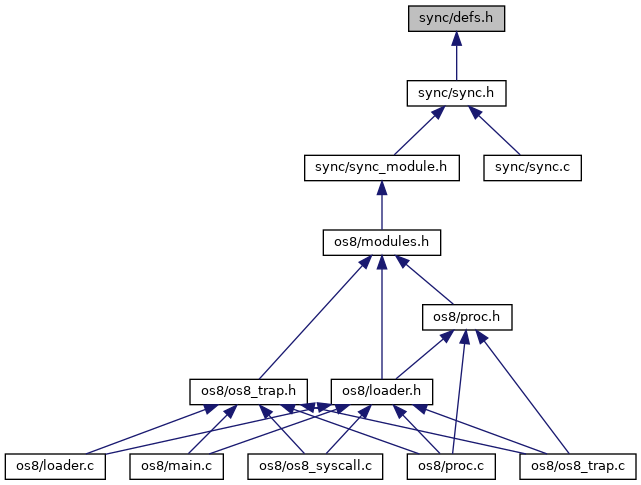 sync/defs.h
sync/sync.h
sync/sync_module.h
sync/sync.c
os8/modules.h
os8/proc.h
os8/os8_trap.h
os8/loader.h
os8/loader.c
os8/main.c
os8/os8_syscall.c
os8/proc.c
os8/os8_trap.c